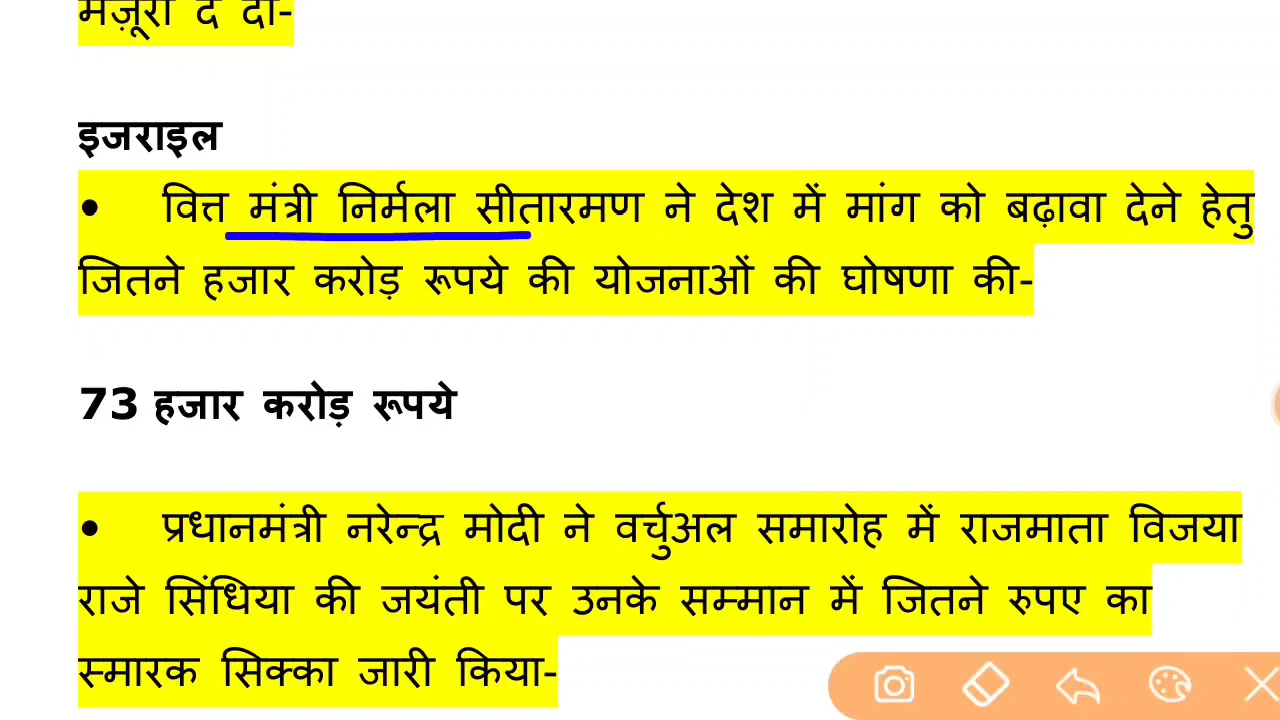 मंज़ूरी दे दी-
इजराइल
• वित्त मंत्री निर्मला सीतारमण ने देश में मांग को बढ़ावा देने हेतु
जितने हजार करोड़ रूपये की योजनाओं की घोषणा की-
73 हजार करोड़ रूपये
• प्रधानमंत्री नरेन्द्र मोदी ने वर्चुअल समारोह में राजमाता विजया
राजे सिंधिया की जयंती पर उनके सम्मान में जितने रुपए का
स्मारक सिक्का जारी किया-